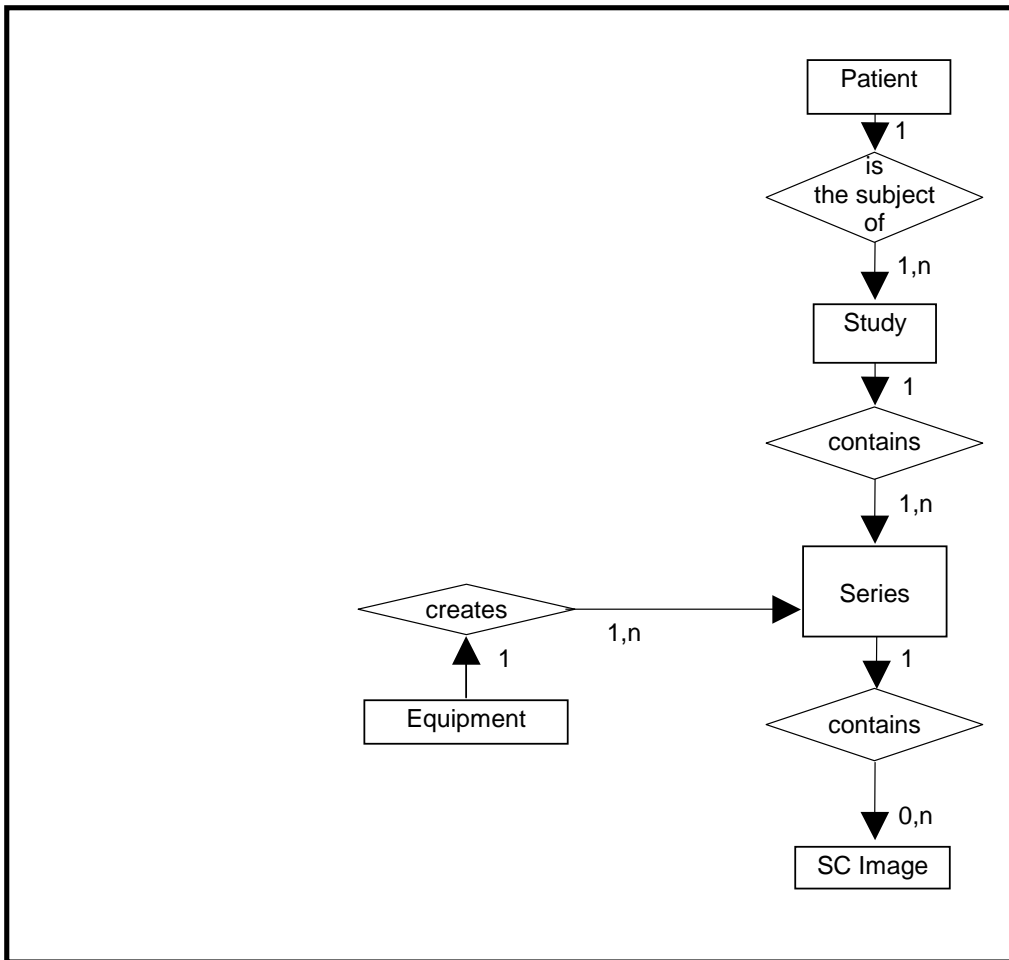 Patient
1
is
the subject
of
1,n
Study
1
contains
1,n
Series
creates
1,n
1
Equipment
1
contains
0,n
SC Image